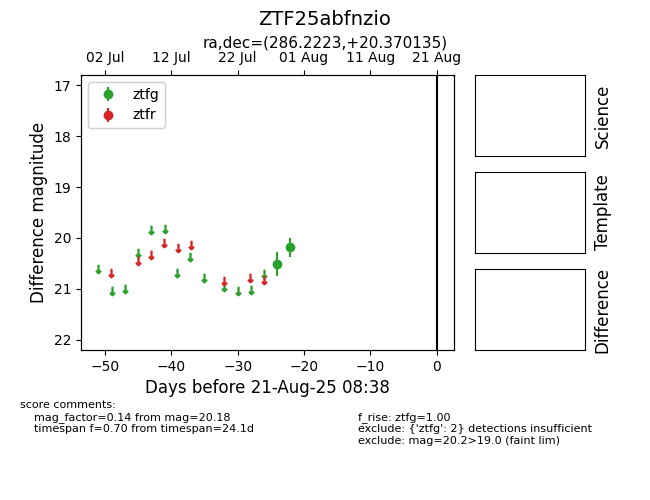 ZTF25abfnzio
ra,dec=(286.2223,+20.370135)
02 Jul 12 Jul 22 Jul 01 Aug 11 Aug 21 Aug
ztfg
ztfr
17
18
19
20
21
22
Difference magnitude
−50 −40 −30 −20 −10 0
Days before 21-Aug-25 08:38
Science
Template
Difference
score comments:
mag_factor=0.14 from mag=20.18
timespan f=0.70 from timespan=24.1d
f_rise: ztfg=1.00
exclude: {'ztfg': 2} detections insufficient
exclude: mag=20.2>19.0 (faint lim)